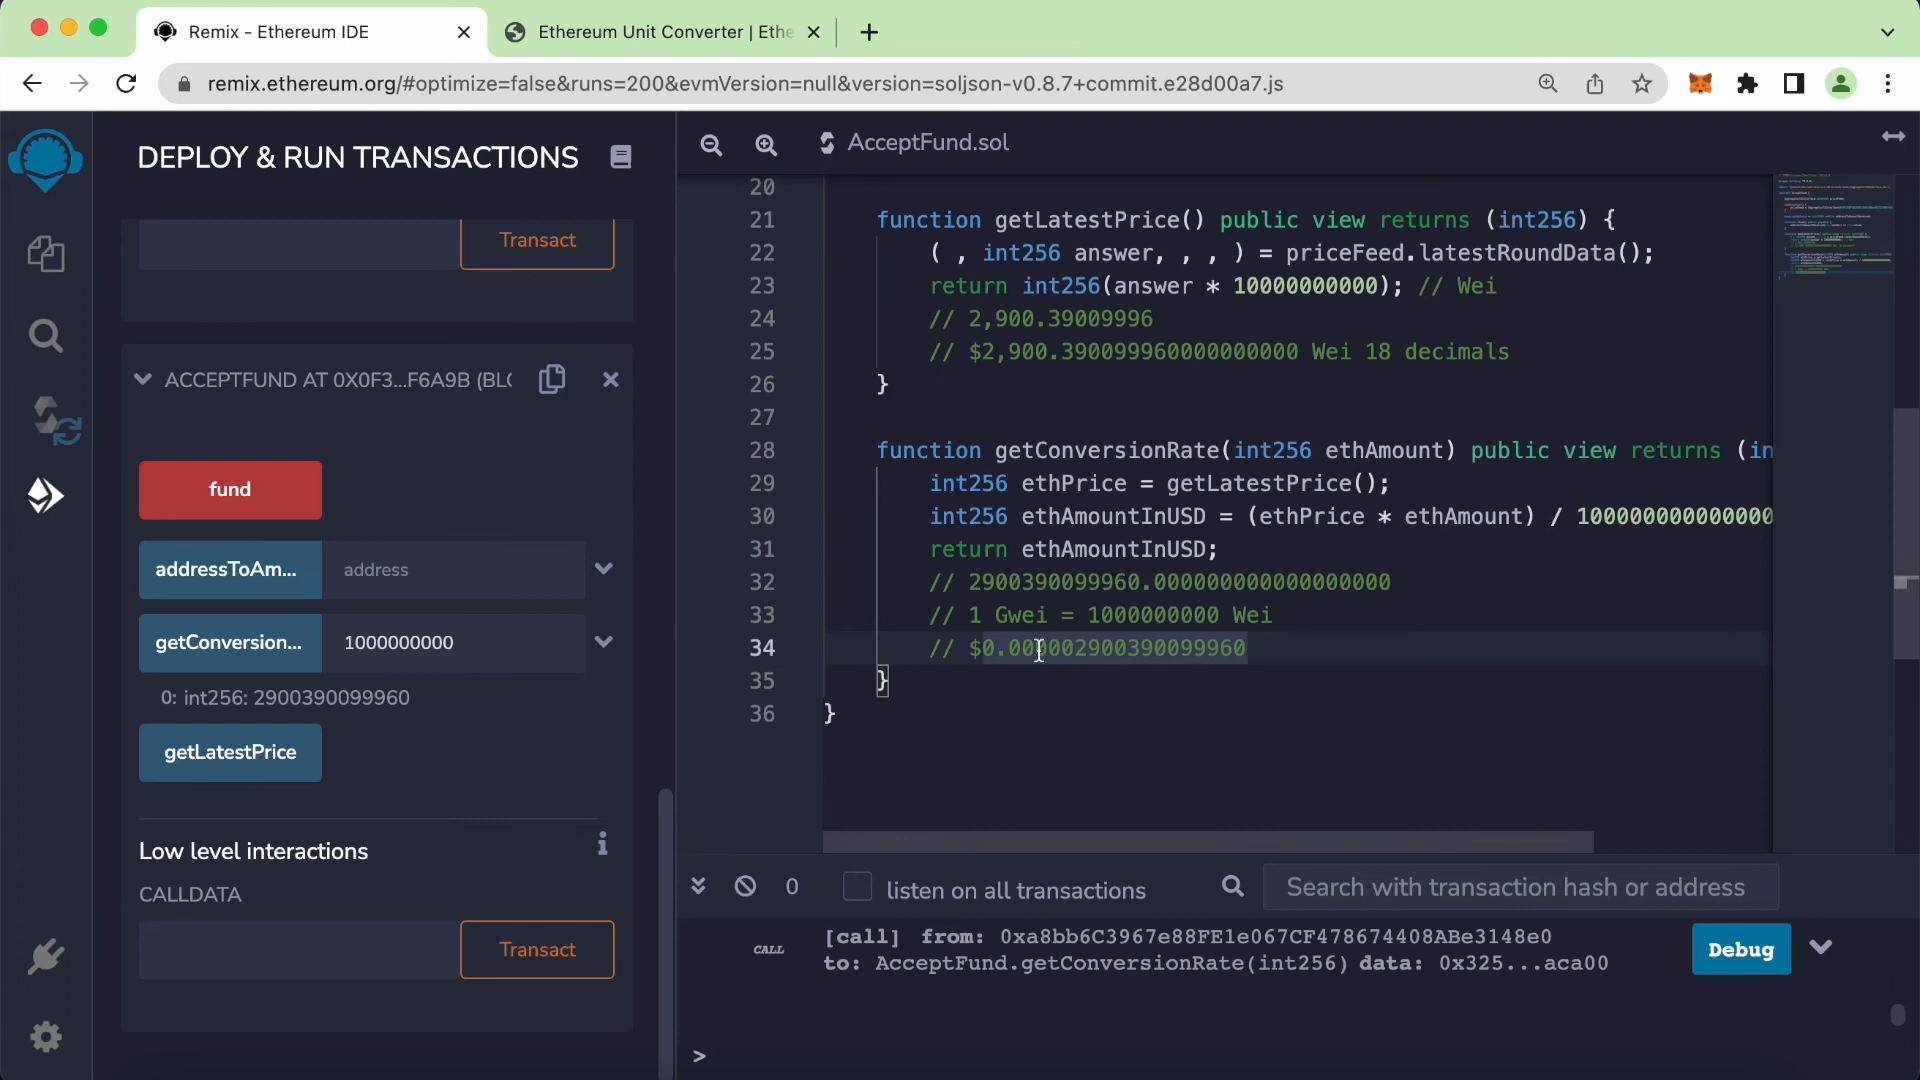 Remix - Ethereum IDE
Ethereum Unit Converter | Ethe
remix.ethereum.org/#optimize=false&runs=200&evmVersion=null&version=soljson-v0.8.7+commit.e28d00a7.js
DEPLOY & RUN TRANSACTIONS
Transact
ACCEPTFUND AT 0X0F3...F6A9B (BLO
fund
addressToAm... address
getConversion... 1000000000
0: int256: 2900390099960
getLatestPrice
Low level interactions
CALLDATA
Transact
AcceptFund.sol
20
21 function getLatestPrice() public view returns (int256) {
22 ( , int256 answer, , , ) = priceFeed.latestRoundData();
23 return int256(answer * 10000000000); // Wei
24 // 2,900.39009996
25 // $2,900.390099960000000000 Wei 18 decimals
26 }
27
28 function getConversionRate(int256 ethAmount) public view returns (in
29 int256 ethPrice = getLatestPrice();
30 int256 ethAmountInUSD = (ethPrice * ethAmount) / 100000000000000
31 return ethAmountInUSD;
32 // 2900390099960.000000000000000000
33 // 1 Gwei = 1000000000 Wei
34 // $0.000002900390099960
35 }
36 }
0 listen on all transactions Search with transaction hash or address
CALL [call] from: 0xa8bb6C3967e88FE1e067CF478674408ABe3148e0
to: AcceptFund.getConversionRate(int256) data: 0x325...aca00
Debug
>